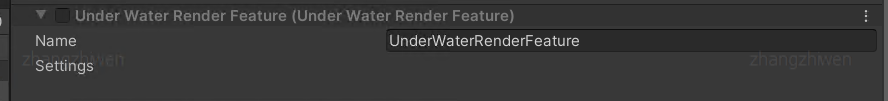 Under Water Render Feature (Under Water Render Feature)
Name UnderWaterRenderFeature
Settings
zhangzhiwen zhangzhiwen